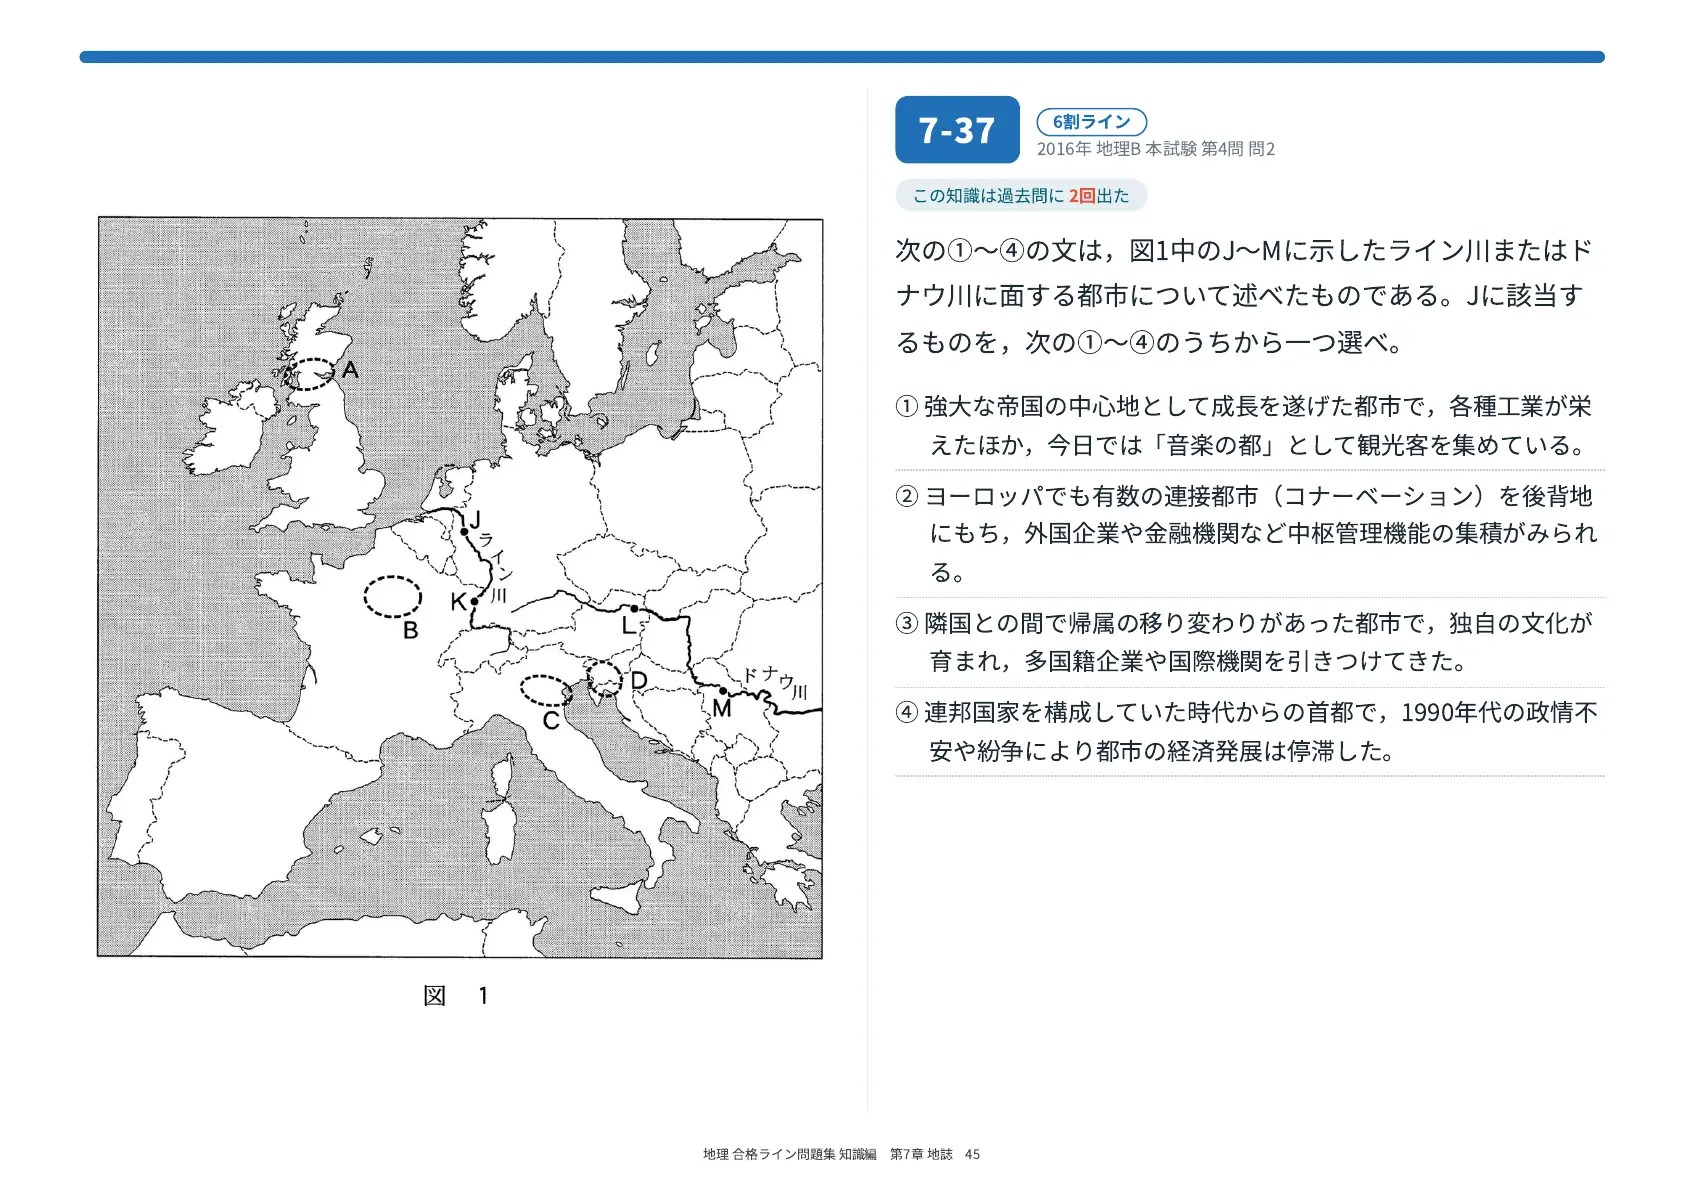 A
J
ライン川
K
B
L
D
C
ドナウ川
M
図 1
7-37
6割ライン
2016年 地理B 本試験 第4問 問2
この知識は過去問に 2回出た
次の①〜④の文は，図1中のJ〜Mに示したライン川またはド
ナウ川に面する都市について述べたものである。Jに該当す
るものを，次の①〜④のうちから一つ選べ。
① 強大な帝国の中心地として成長を遂げた都市で，各種工業が栄
えたほか，今日では「音楽の都」として観光客を集めている。
② ヨーロッパでも有数の連接都市（コナーベーション）を後背地
にもち，外国企業や金融機関など中枢管理機能の集積がみられ
る。
③ 隣国との間で帰属の移り変わりがあった都市で，独自の文化が
育まれ，多国籍企業や国際機関を引きつけてきた。
④ 連邦国家を構成していた時代からの首都で，1990年代の政情不
安や紛争により都市の経済発展は停滞した。
地理 合格ライン問題集 知識編 第7章 地誌 45